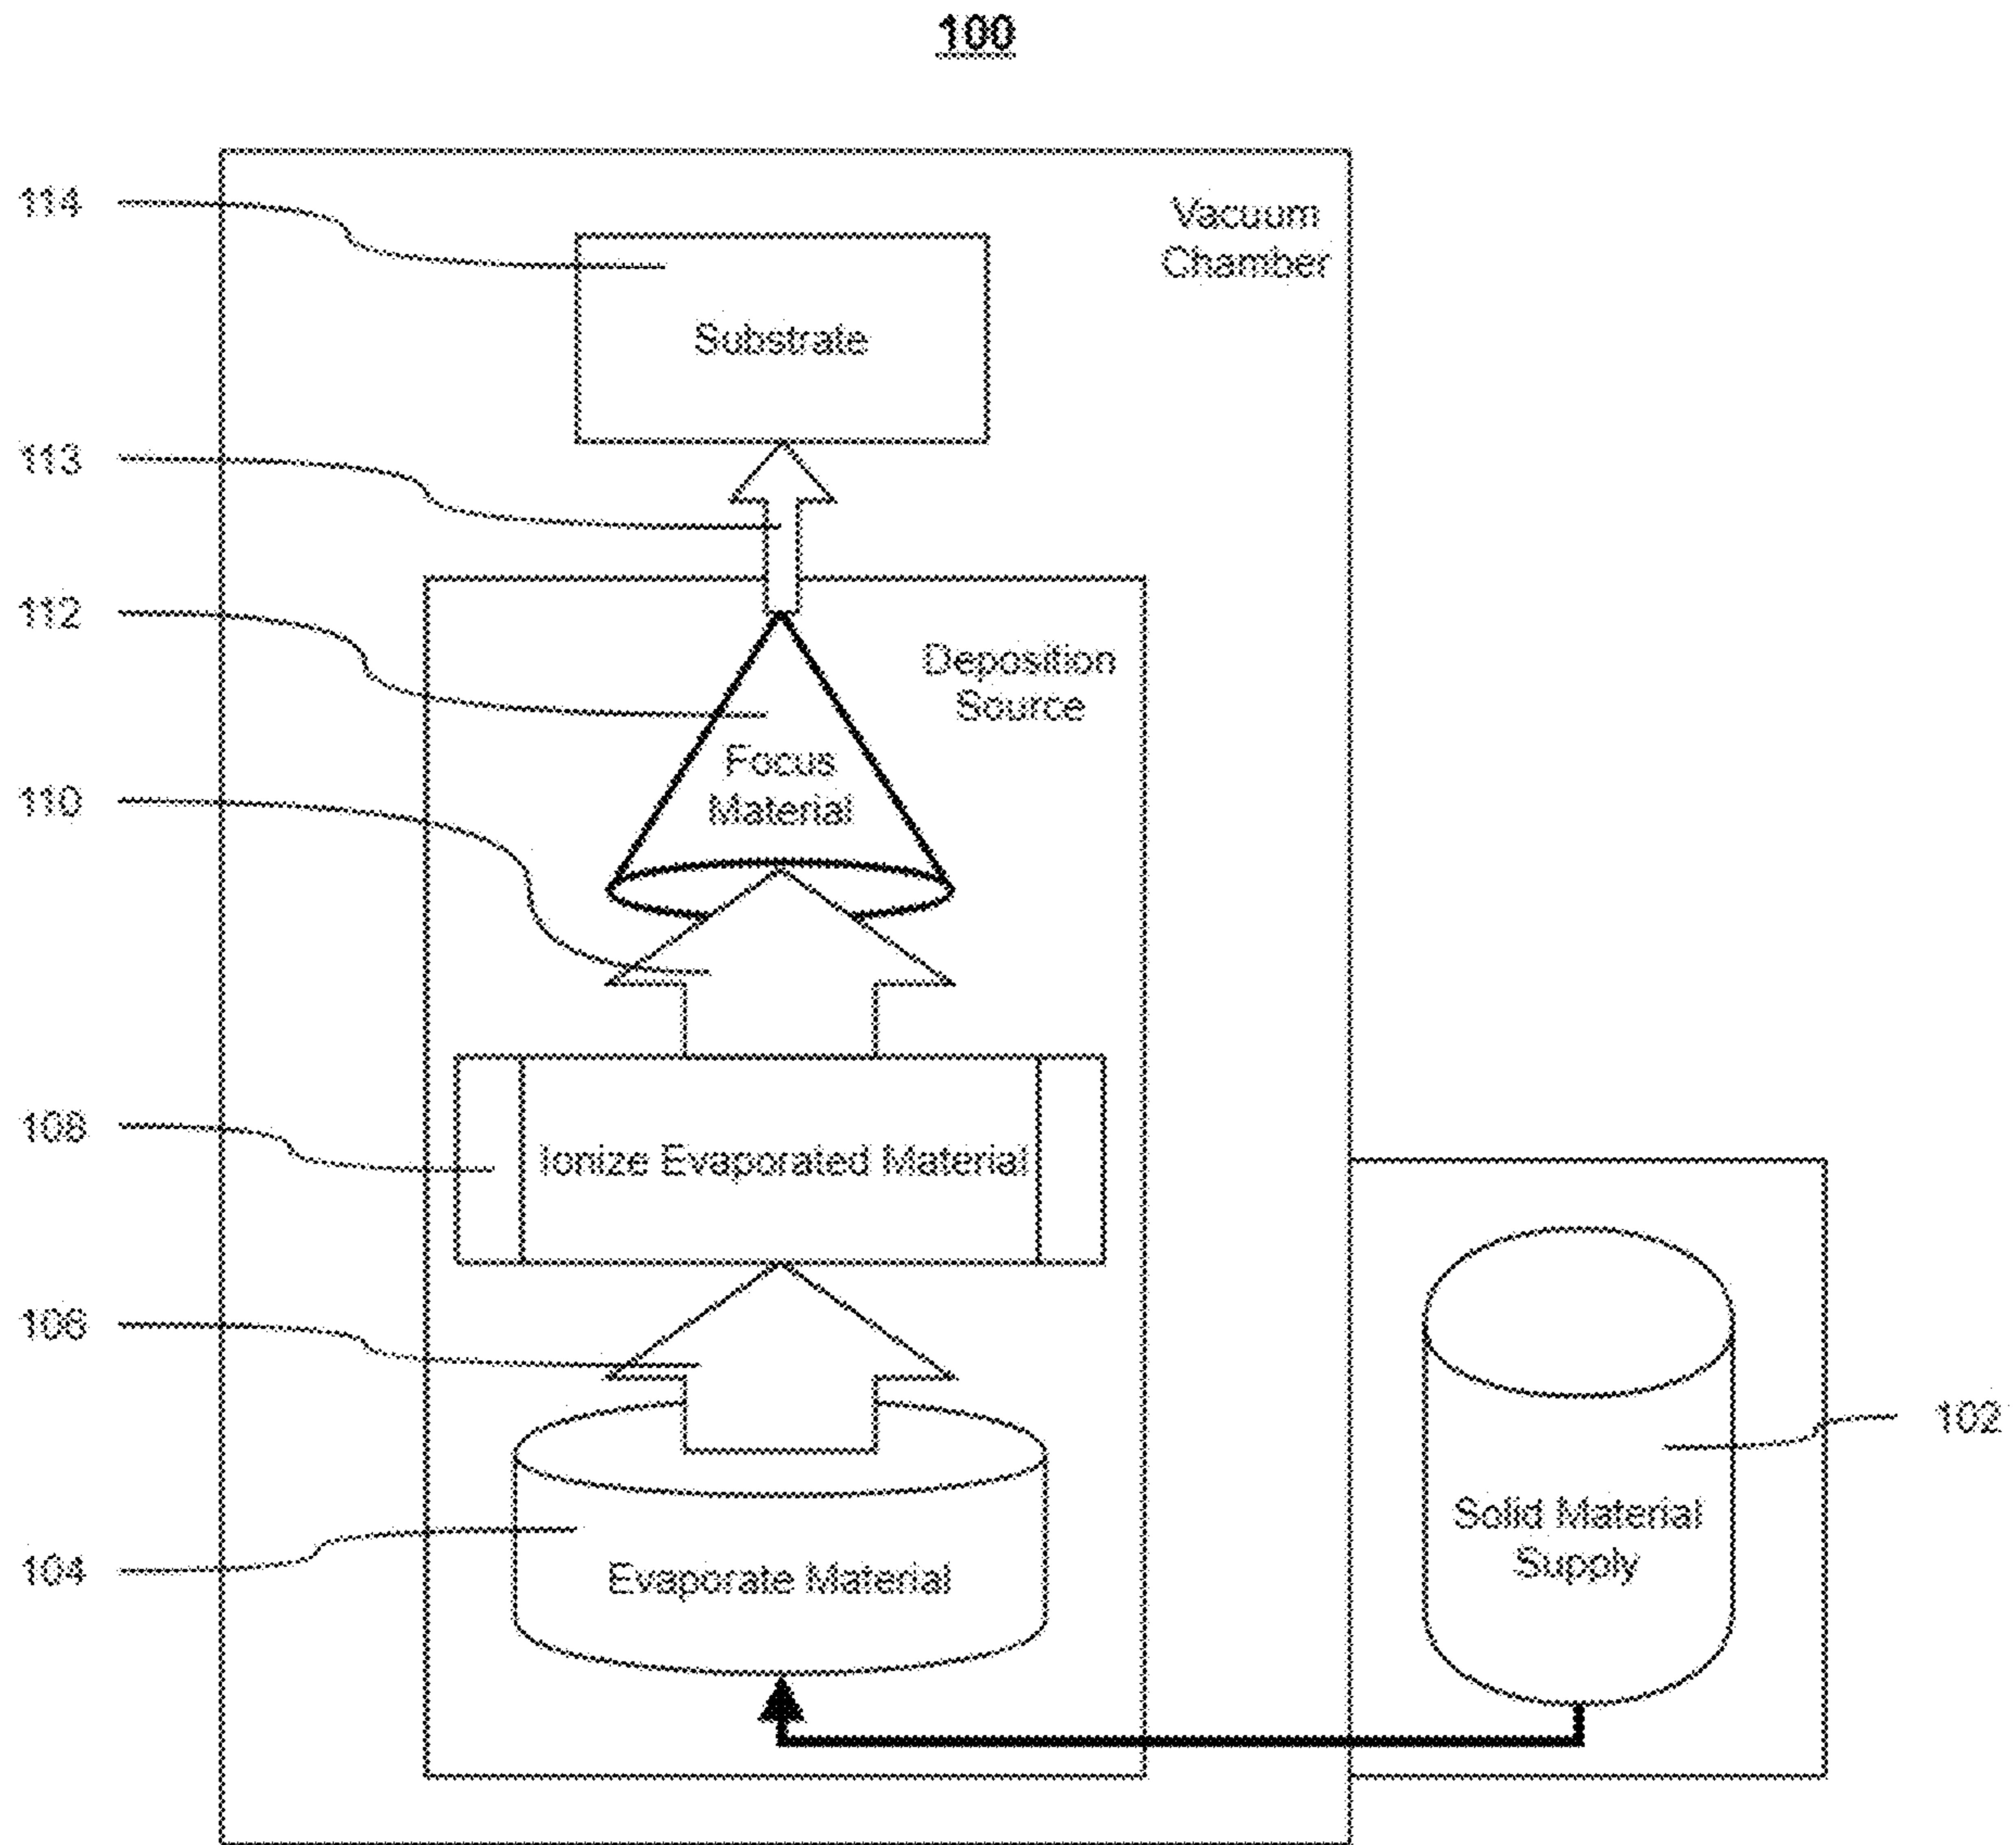 100
114
Vacuum
Chamber
Substrate
113
112
Deposition
Source
Focus
Material
110
108
Ionize Evaporated Material
106
102
Solid Material
Supply
104
Evaporate Material